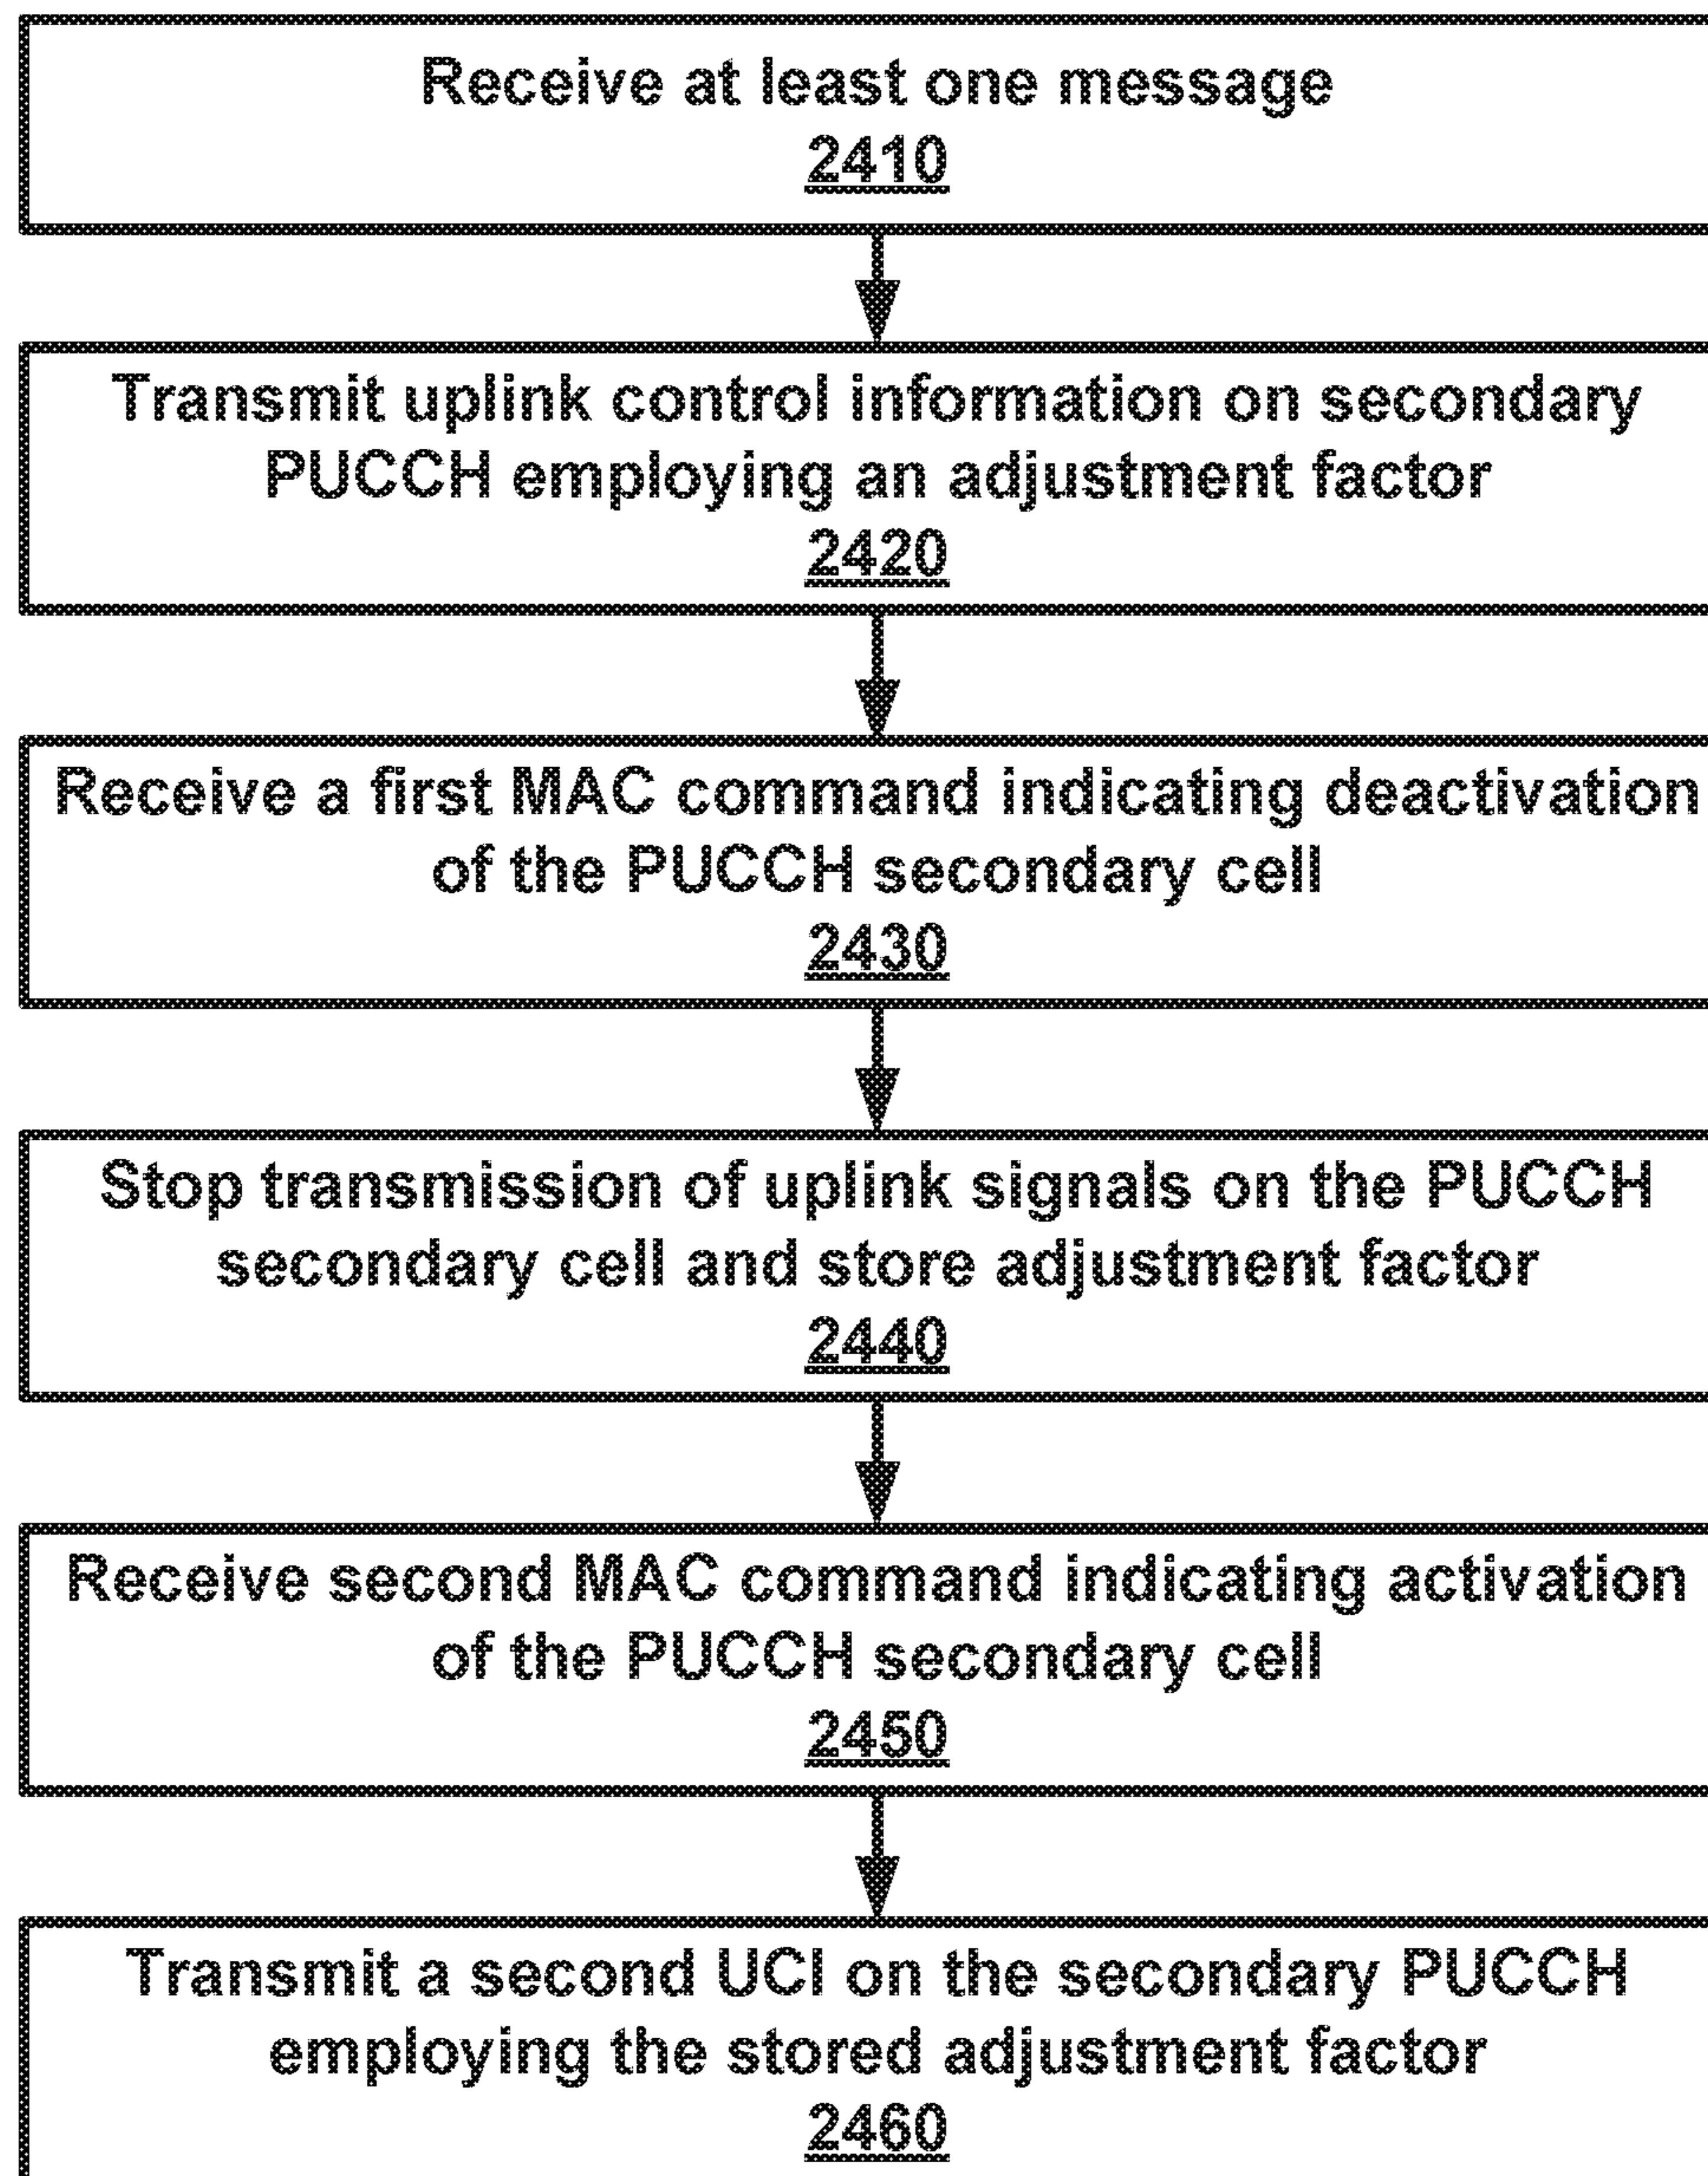 Receive at least one message
2410
Transmit uplink control information on secondary
PUCCH employing an adjustment factor
2420
Receive a first MAC command indicating deactivation
of the PUCCH secondary cell
2430
Stop transmission of uplink signals on the PUCCH
secondary cell and store adjustment factor
2440
Receive second MAC command indicating activation
of the PUCCH secondary cell
2450
Transmit a second UCI on the secondary PUCCH
employing the stored adjustment factor
2460